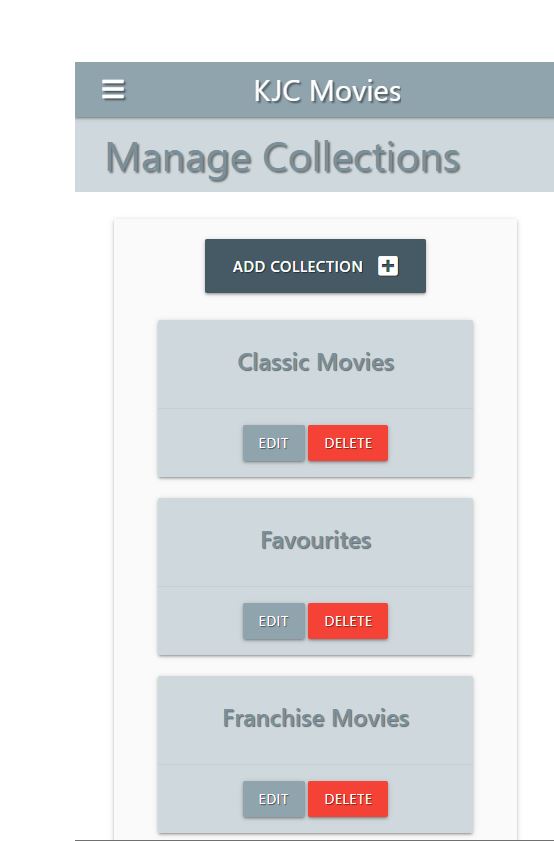 KJC Movies
Manage Collections
ADD COLLECTION
Classic Movies
EDIT DELETE
Favourites
EDIT DELETE
Franchise Movies
EDIT DELETE